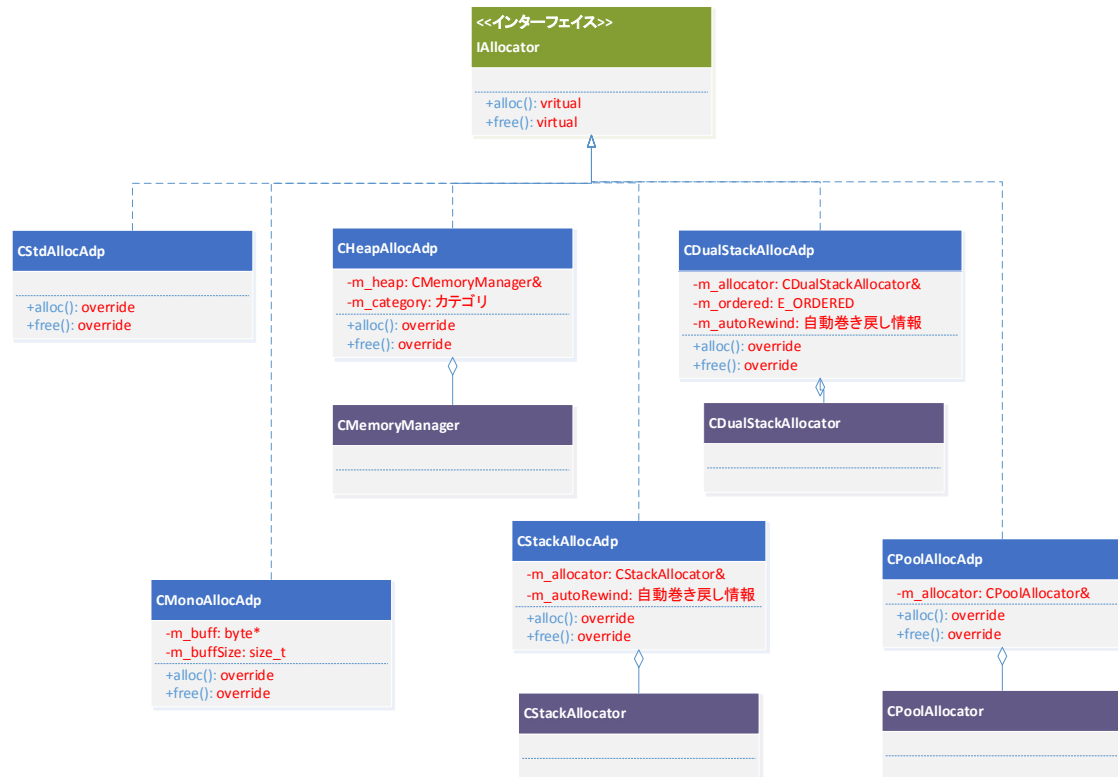 <<インターフェイス>>
IAllocator
+alloc(): vritual
+free(): virtual
CStdAllocAdp
+alloc(): override
+free(): override
CHeapAllocAdp
-m_heap: CMemoryManager&
-m_category: カテゴリ
+alloc(): override
+free(): override
CDualStackAllocAdp
-m_allocator: CDualStackAllocator&
-m_ordered: E_ORDERED
-m_autoRewind: 自動巻き戻し情報
+alloc(): override
+free(): override
CMemoryManager
CDualStackAllocator
CMonoAllocAdp
-m_buff: byte*
-m_buffSize: size_t
+alloc(): override
+free(): override
CStackAllocAdp
-m_allocator: CStackAllocator&
-m_autoRewind: 自動巻き戻し情報
+alloc(): override
+free(): override
CPoolAllocAdp
-m_allocator: CPoolAllocator&
+alloc(): override
+free(): override
CStackAllocator
CPoolAllocator